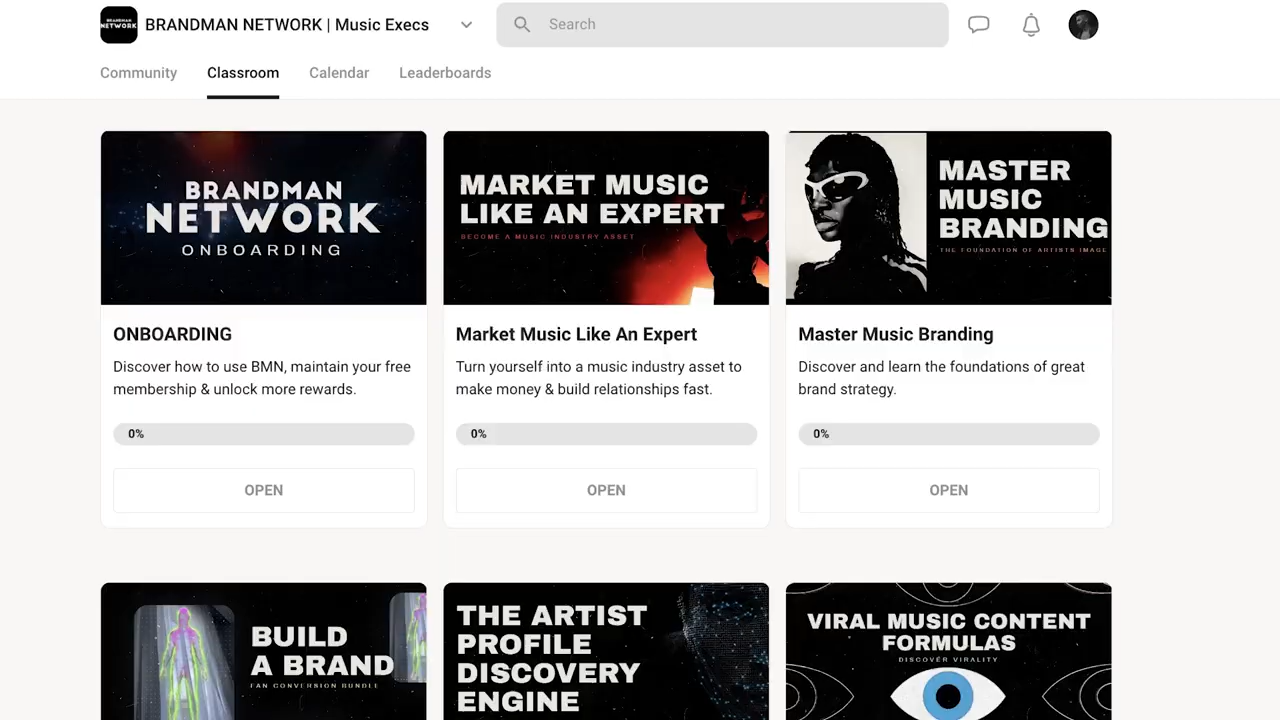 BRANDMAN NETWORK
BRANDMAN NETWORK | Music Execs
Search
Community
Classroom
Calendar
Leaderboards
BRANDMAN
NETWORK
ONBOARDING
MARKET MUSIC
LIKE AN EXPERT
BECOME A MUSIC INDUSTRY ASSET
MASTER
MUSIC
BRANDING
THE FOUNDATION OF ARTISTS IMAGE
ONBOARDING
Discover how to use BMN, maintain your free
membership & unlock more rewards.
0%
OPEN
Market Music Like An Expert
Turn yourself into a music industry asset to
make money & build relationships fast.
0%
OPEN
Master Music Branding
Discover and learn the foundations of great
brand strategy.
0%
OPEN
BUILD
A BRAND
FAN CONVERSION BUNDLE
THE ARTIST
PROFILE
DISCOVERY
ENGINE
VIRAL MUSIC CONTENT
FORMULAS
DISCOVER VIRALITY